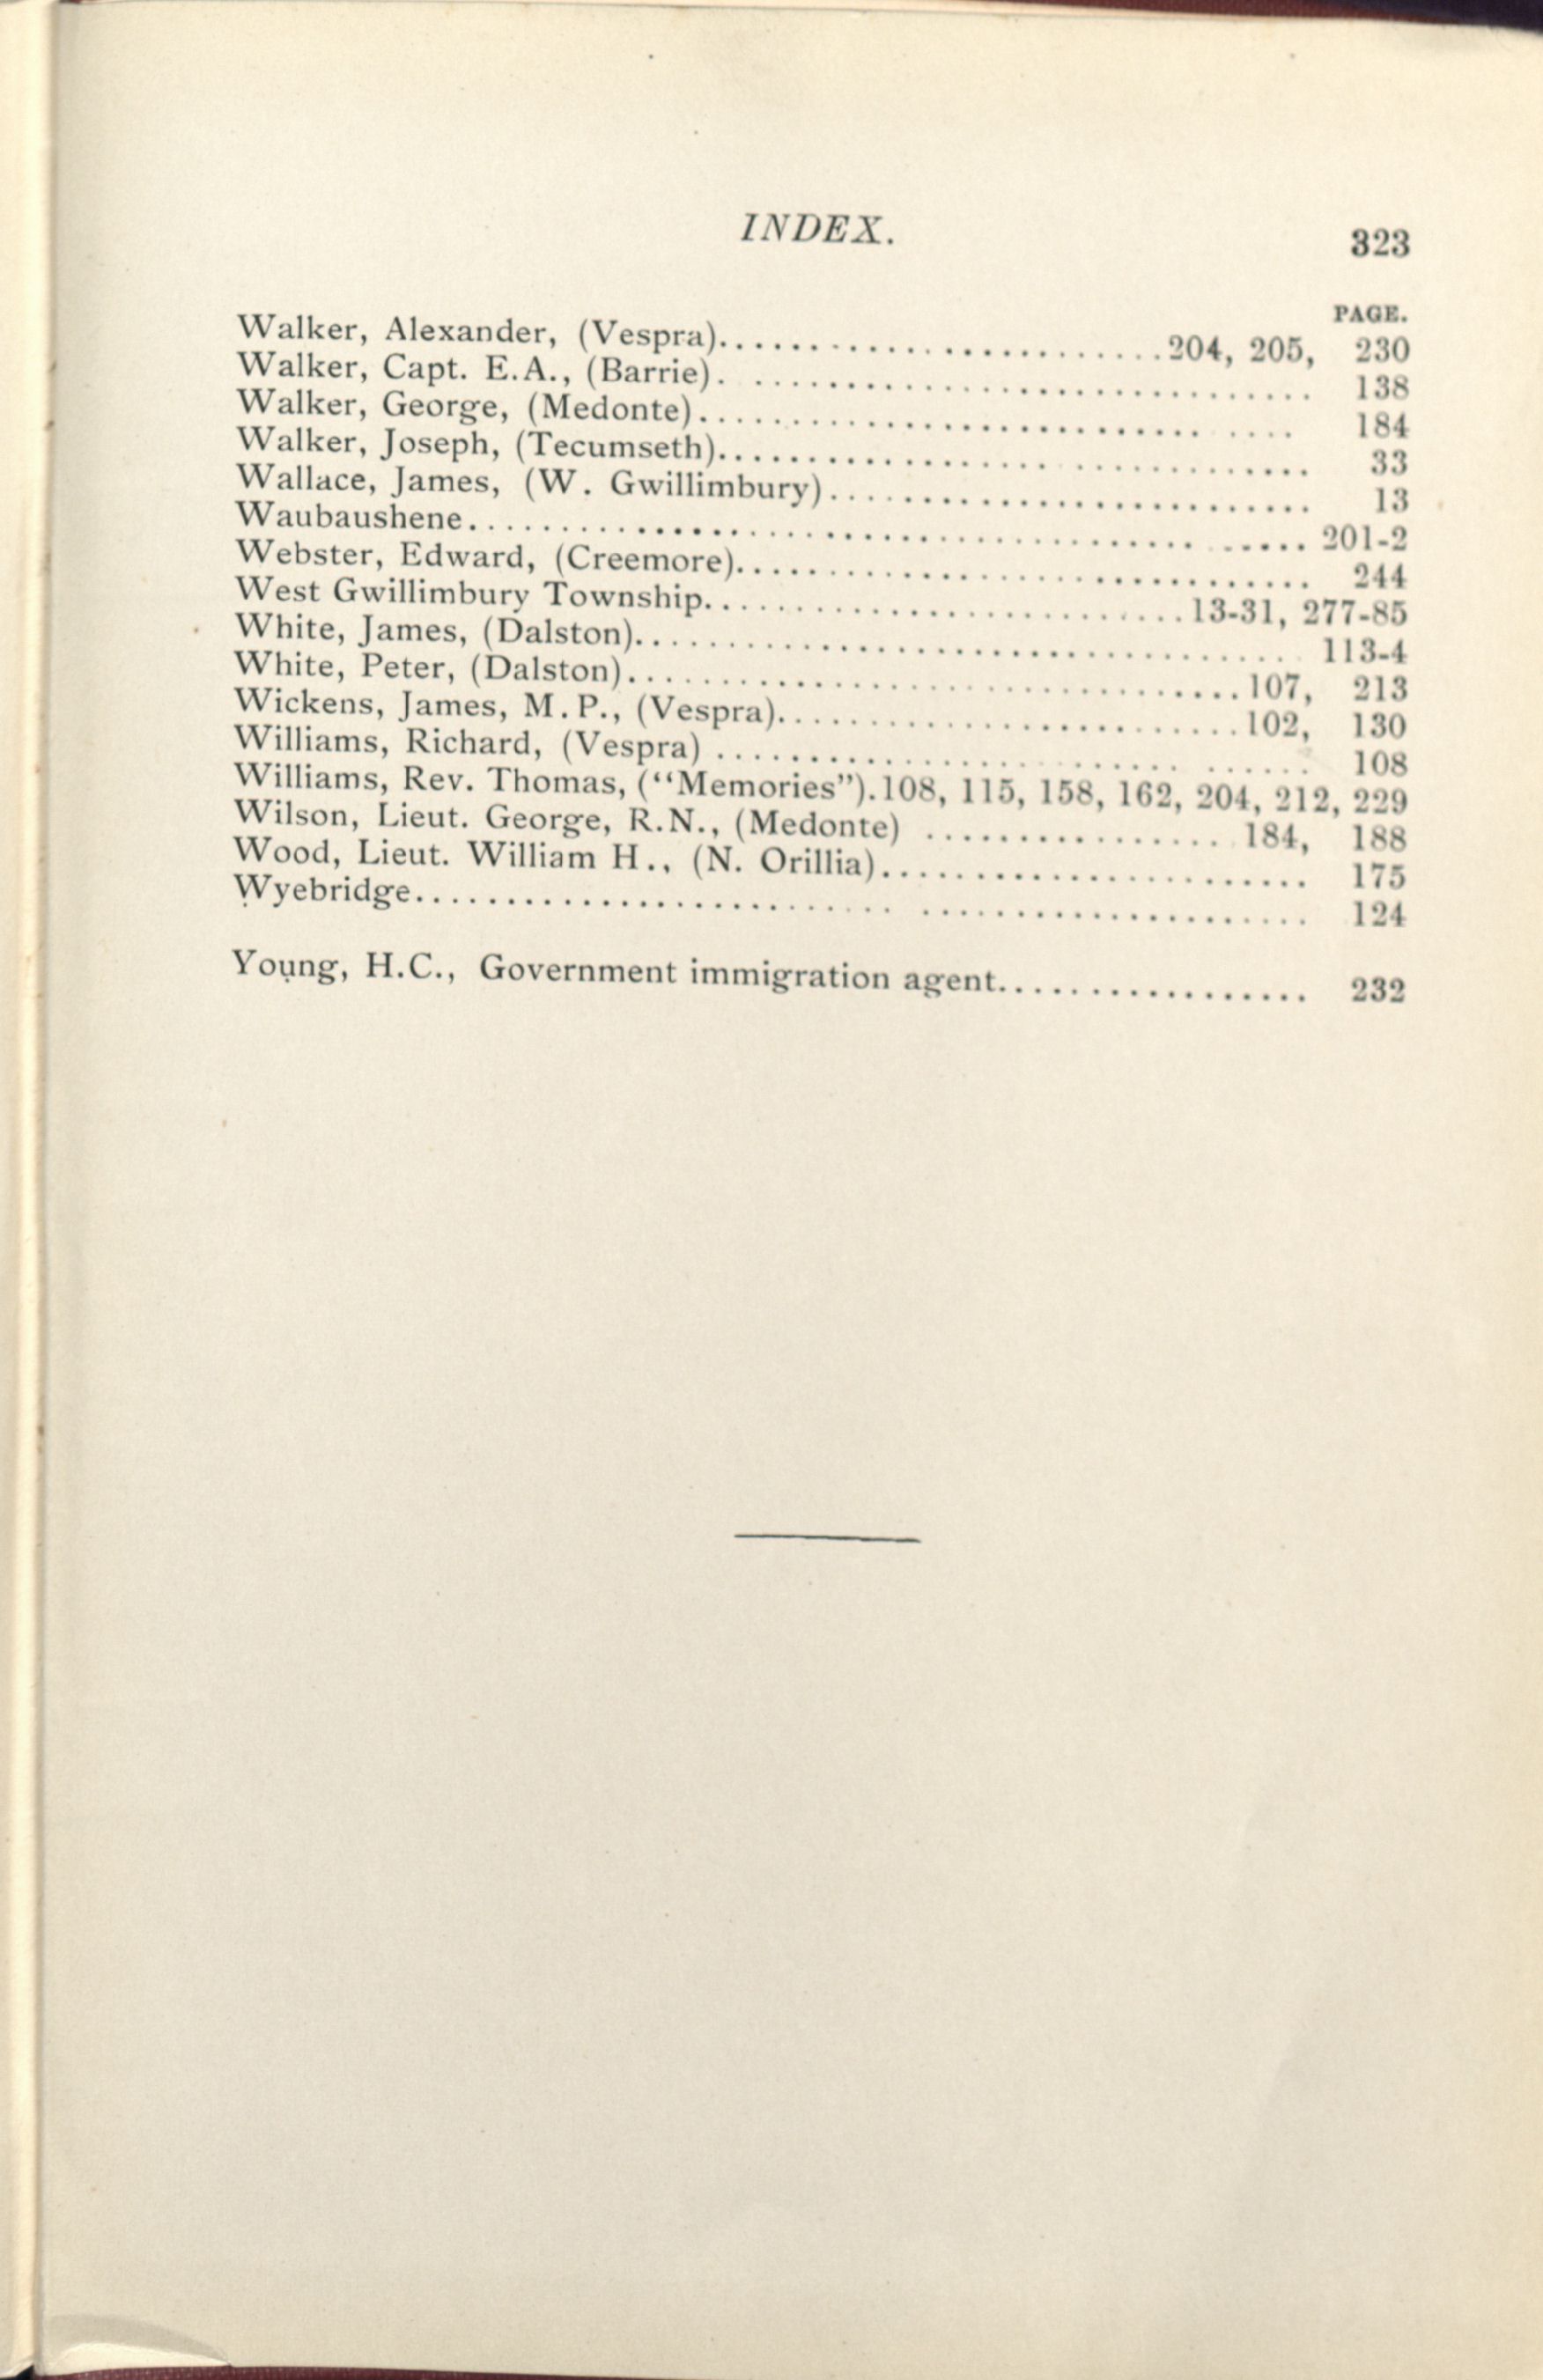 INDEX.
323
PAGE.
Walker, Alexander, (Vespra)..............................204, 205, 230
Walker, Capt. E.A., (Barrie). ............................... 138
Walker, George, (Medonte)................................. 184
Walker, Joseph, (Tecumseth)................................ 33
Wallace, James, (W. Gwillimbury)........................... 13
Waubaushene.............................................. 201-2
Webster, Edward, (Creemore)................................ 244
West Gwillimbury Township...........................13-31, 277-85
White, James, (Dalston)..................................... 113-4
White, Peter, (Dalston)..................................107, 213
Wickens, James, M.P., (Vespra)..........................102, 130
Williams, Richard, (Vespra) ................................ 108
Williams, Rev. Thomas, (“Memories”).108, 115, 158, 162, 204, 212, 229
Wilson, Lieut. George, R.N., (Medonte) ................184, 188
Wood, Lieut. William H., (N. Orillia)........................ 175
Wyebridge................................................. 124
Young, H.C., Government immigration agent................. 232